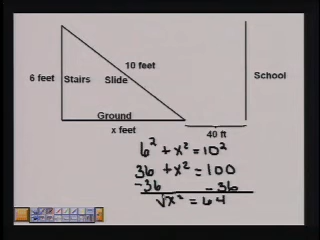 10 feet
6 feet
Stairs
Slide
School
Ground
x feet
40 ft
6² + x² = 10²
36 + x² = 100
-36 - 36
√x² = 64